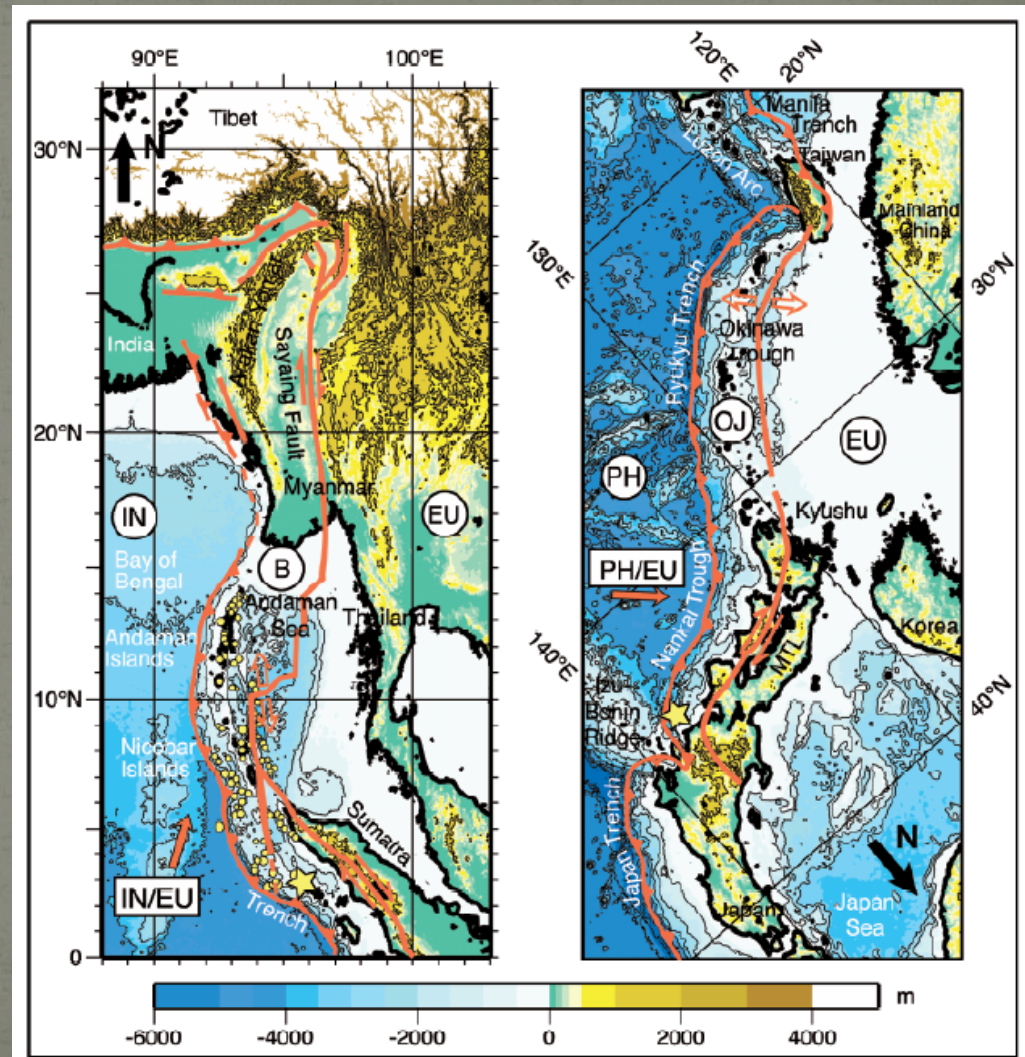 90°E
100°E
30°N
20°N
10°N
0
N
Tibet
India
Sagaing Fault
Myanmar
IN
EU
B
Bay of
Bengal
Andaman
Sea
Thailand
Andaman
Islands
Nicobar
Islands
Sumatra
IN/EU
Trench
120°E
20°N
130°E
30°N
140°E
40°N
Manila
Trench
Luzon Arc
Taiwan
Mainland
China
Ryukyu Trench
Okinawa
Trough
OJ
EU
PH
Kyushu
PH/EU
Nankai Trough
MTL
Korea
Izu
Bonin
Ridge
Japan Trench
Japan
N
Japan
Sea
-6000
-4000
-2000
0
2000
4000
m